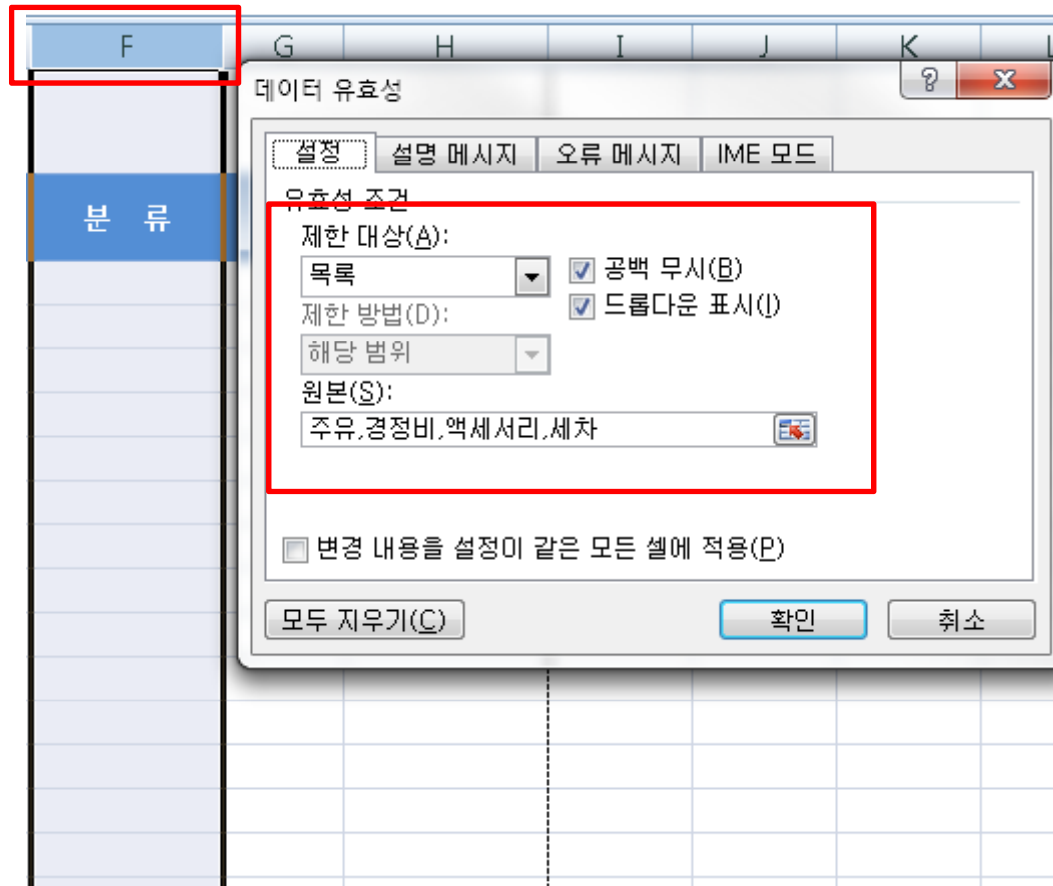 F G H I J K L
데이터 유효성 ?
설정 설명 메시지 오류 메시지 IME 모드
유효성 조건
분 류
제한 대상(A):
목록 공백 무시(B)
드롭다운 표시(I)
제한 방법(D):
해당 범위
원본(S):
주유,경정비,액세서리,세차
변경 내용을 설정이 같은 모든 셀에 적용(P)
모두 지우기(C) 확인 취소